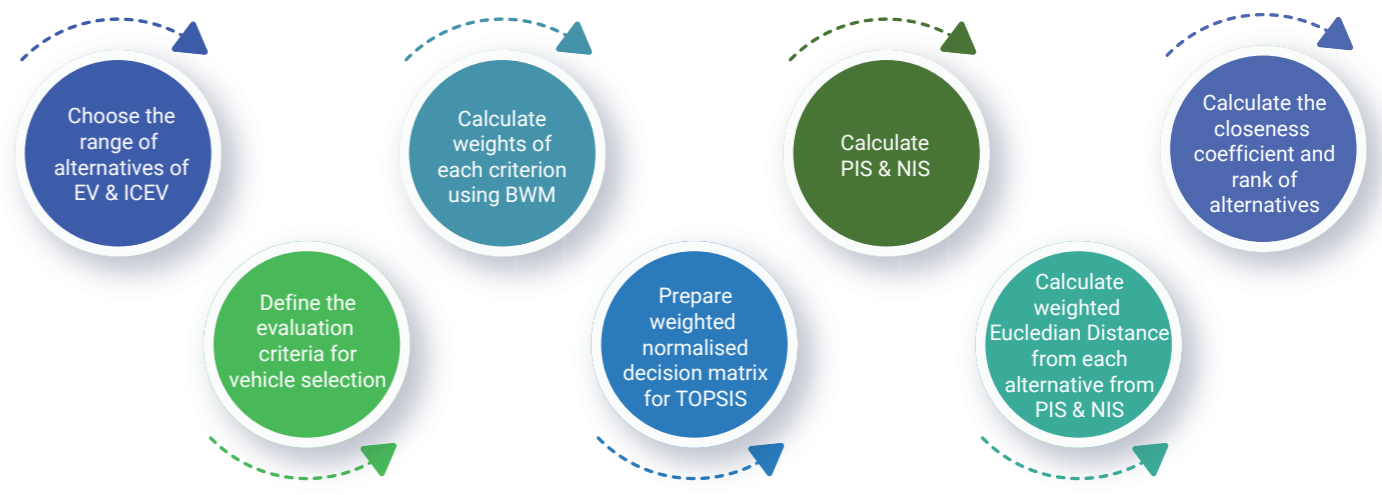 Choose the
range of
alternatives of
EV & ICEV
Define the
evaluation
criteria for
vehicle selection
Calculate
weights of
each criterion
using BWM
Prepare
weighted
normalised
decision matrix
for TOPSIS
Calculate
PIS & NIS
Calculate
weighted
Eucledian Distance
from each
alternative from
PIS & NIS
Calculate the
closeness
coefficient and
rank of
alternatives